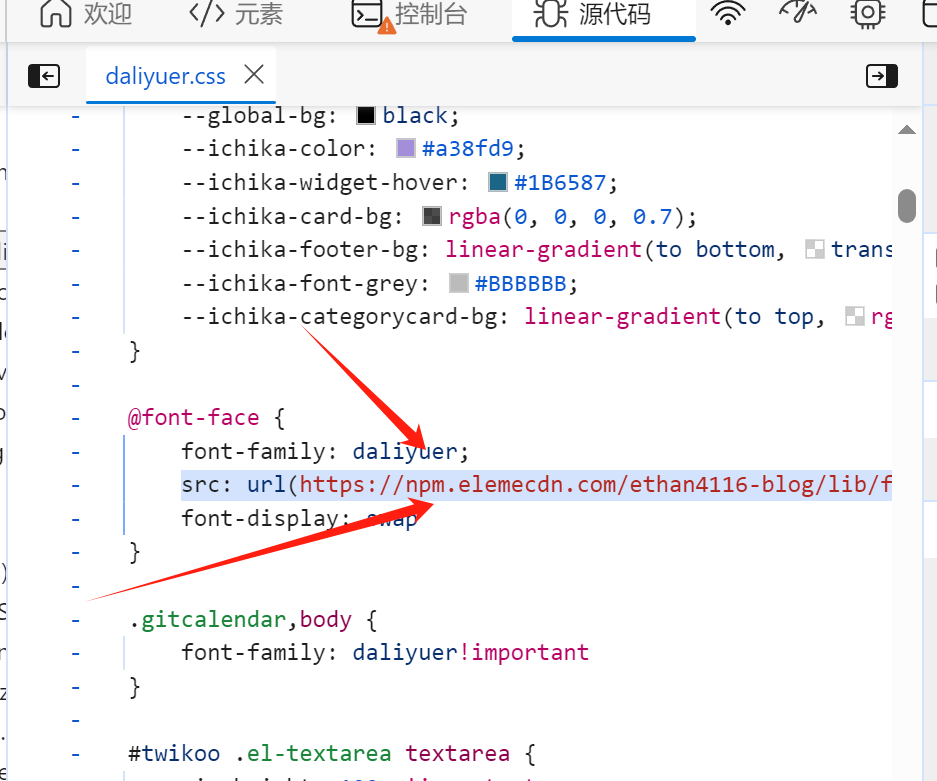 欢迎 元素 控制台 源代码
daliyuer.css
--global-bg: black;
--ichika-color: #a38fd9;
--ichika-widget-hover: #1B6587;
--ichika-card-bg: rgba(0, 0, 0, 0.7);
--ichika-footer-bg: linear-gradient(to bottom, trans
--ichika-font-grey: #BBBBBB;
--ichika-categorycard-bg: linear-gradient(to top, rg
}
@font-face {
font-family: daliyuer;
src: url(https://npm.elemecdn.com/ethan4116-blog/lib/f
font-display: swap
}
.gitcalendar,body {
font-family: daliyuer!important
}
#twikoo .el-textarea textarea {